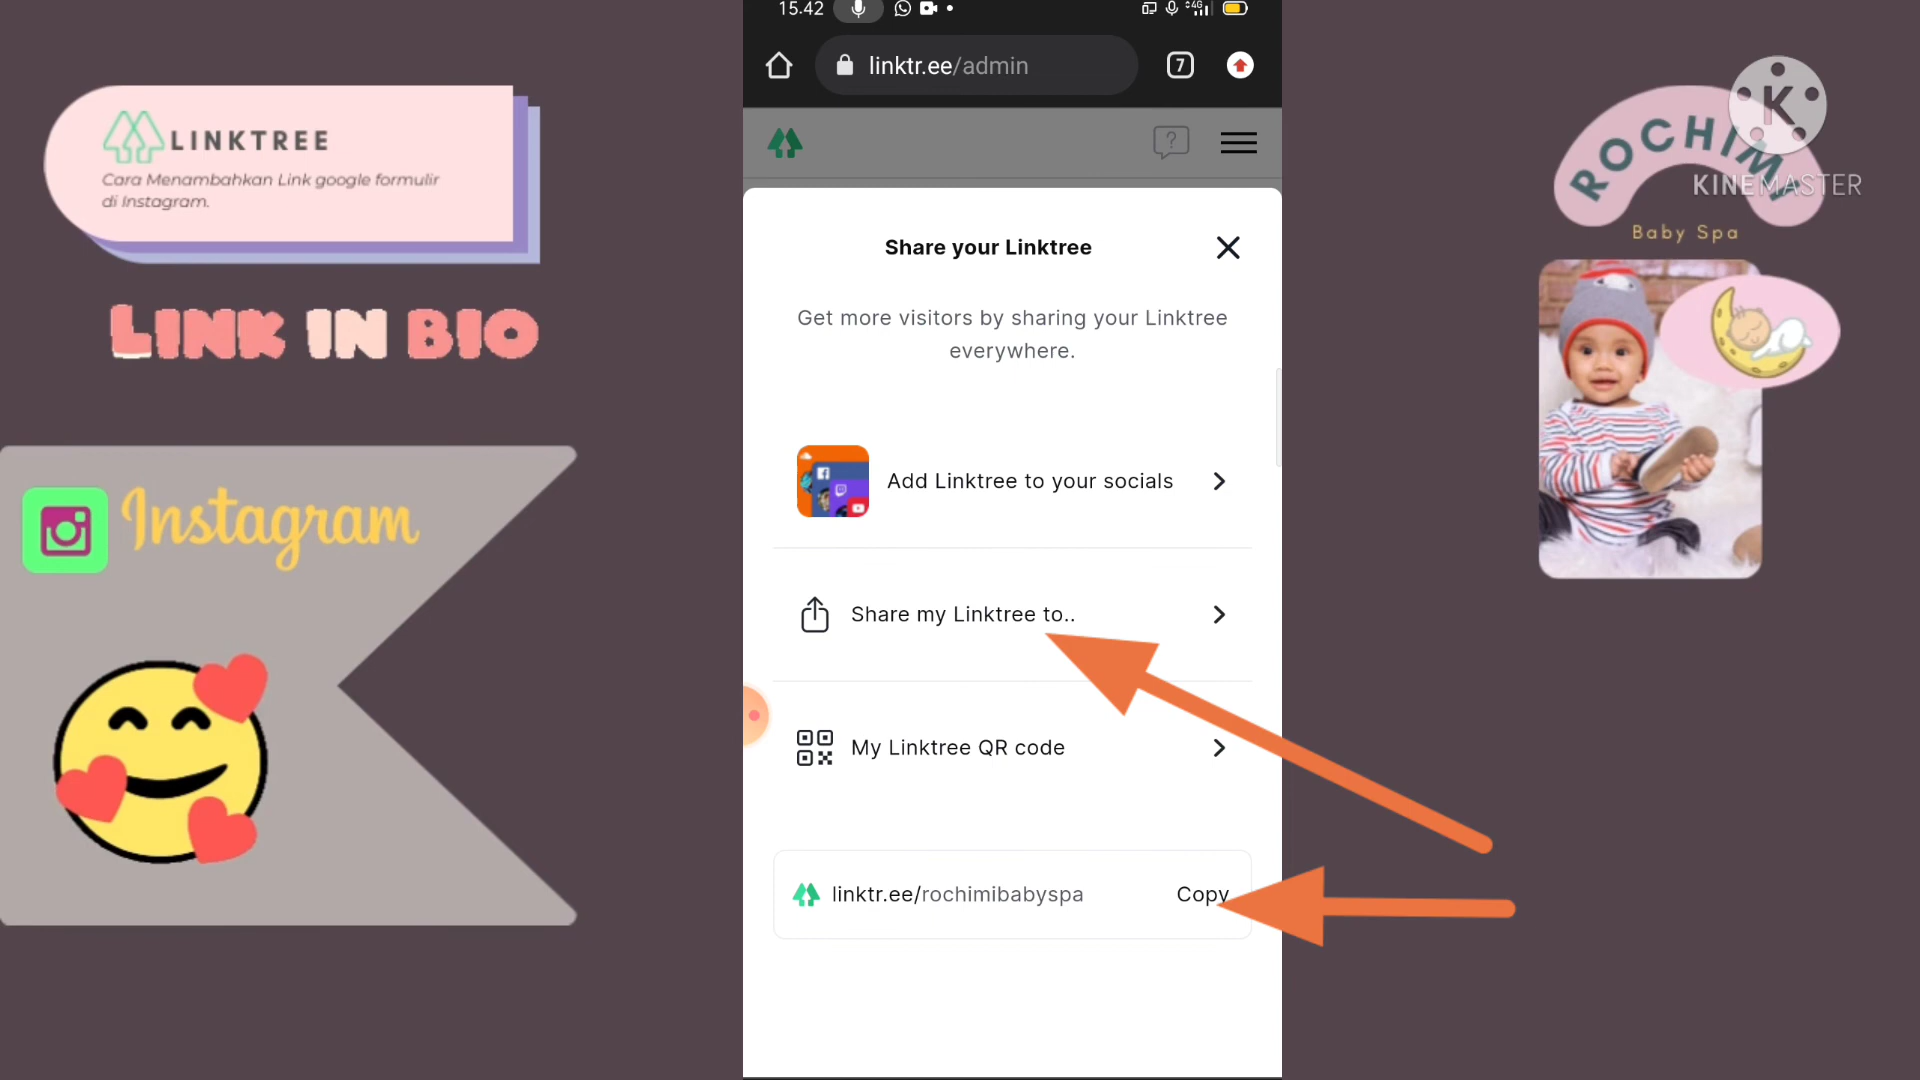 LINKTREE
Cara Menambahkan Link google formulir
di Instagram.
LINK IN BIO
Instagram
15.42
4G
linktr.ee/admin
7
?
Share your Linktree
Get more visitors by sharing your Linktree
everywhere.
Add Linktree to your socials
Share my Linktree to..
My Linktree QR code
linktr.ee/rochimibabyspa
Copy
ROCHIMI
K
KINEMASTER
Baby Spa